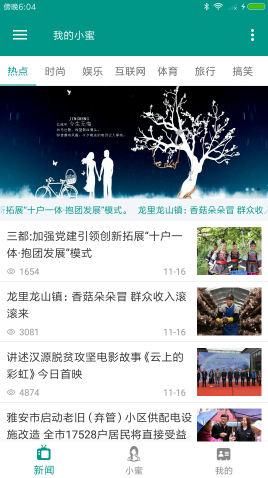 傍晚6:04
我的小蜜
热点 时尚 娱乐 互联网 体育 旅行 搞笑
JINCHENG
今生无悔
新拓展“十户一体·抱团发展”模式。 龙里龙山镇：香菇朵朵冒 群众收入
三都:加强党建引领创新拓展“十户一
体·抱团发展”模式
1654 11-16
龙里龙山镇：香菇朵朵冒 群众收入滚
滚来
3081 11-16
讲述汉源脱贫攻坚电影故事《云上的
彩虹》今日首映
4874 11-16
雅安市启动老旧（弃管）小区供配电设
施改造 全市17528户居民将直接受益
新闻 小蜜 我的